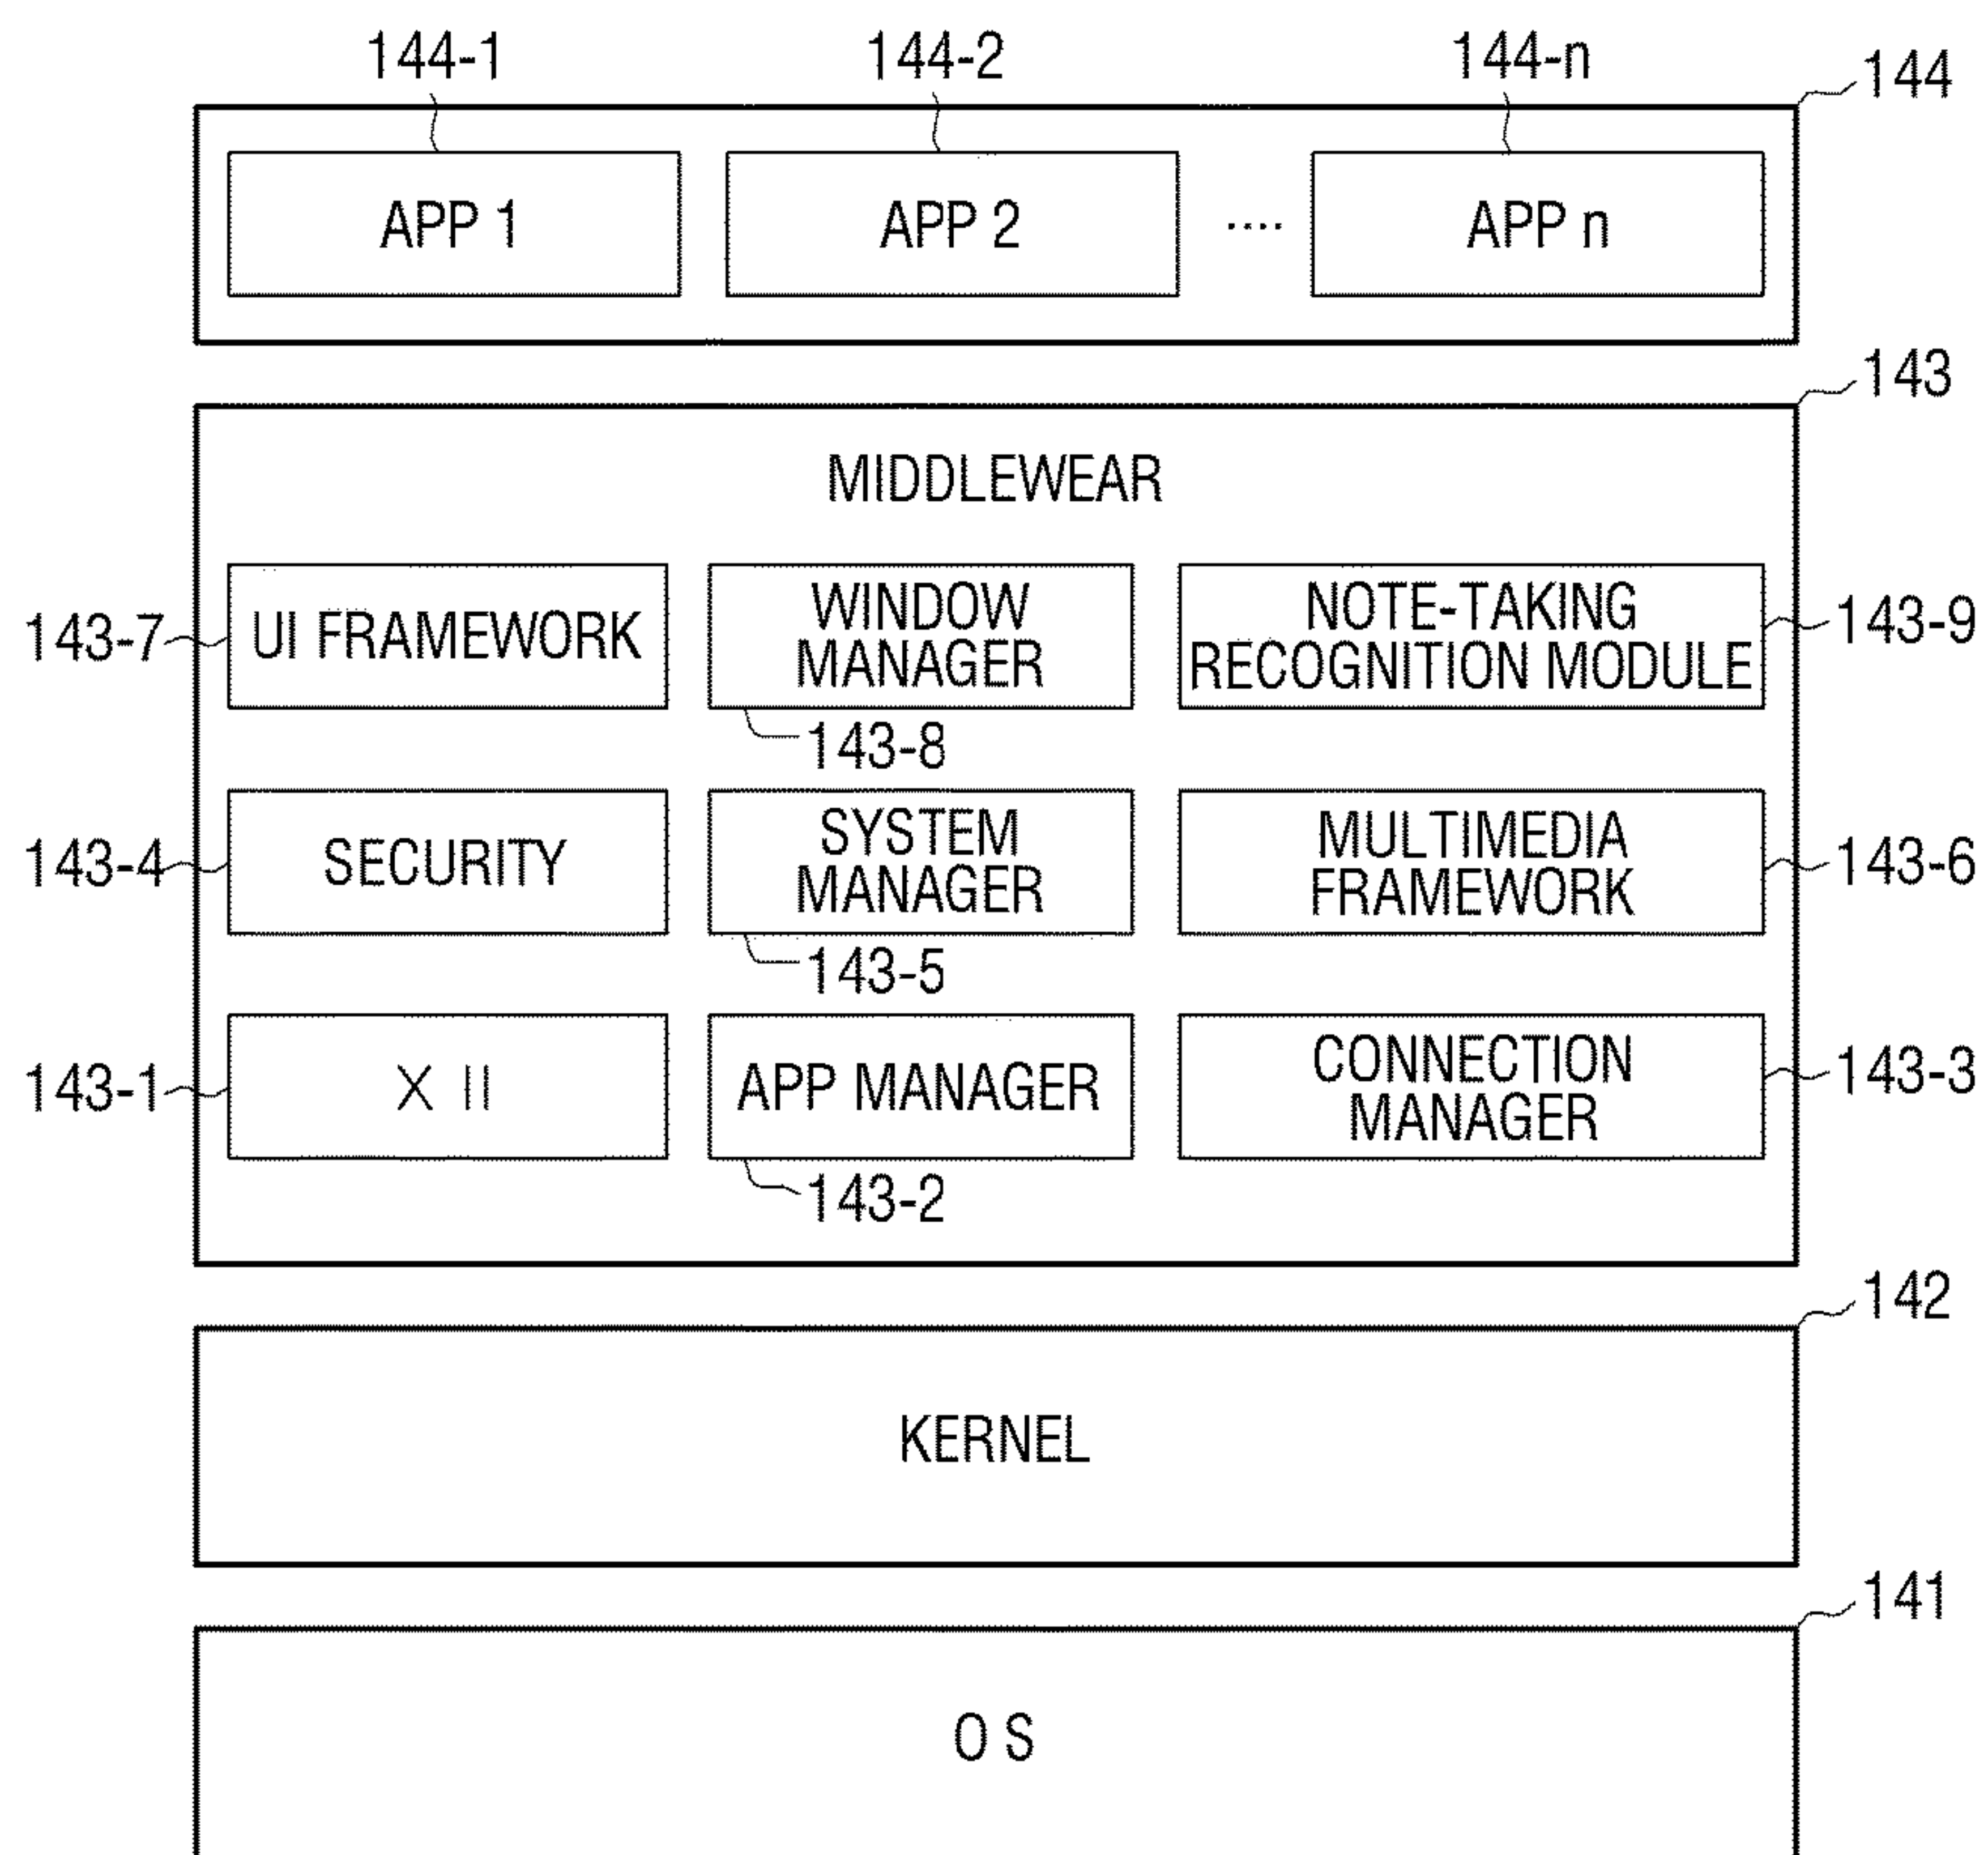 144-1 144-2 144-n 144
APP 1 APP 2 .... APP n
143
MIDDLEWEAR
143-7 UI FRAMEWORK
WINDOW
MANAGER
143-8
NOTE-TAKING
RECOGNITION MODULE
143-9
143-4 SECURITY
SYSTEM
MANAGER
143-5
MULTIMEDIA
FRAMEWORK
143-6
143-1 X II
APP MANAGER
143-2
CONNECTION
MANAGER
143-3
142
KERNEL
141
O S